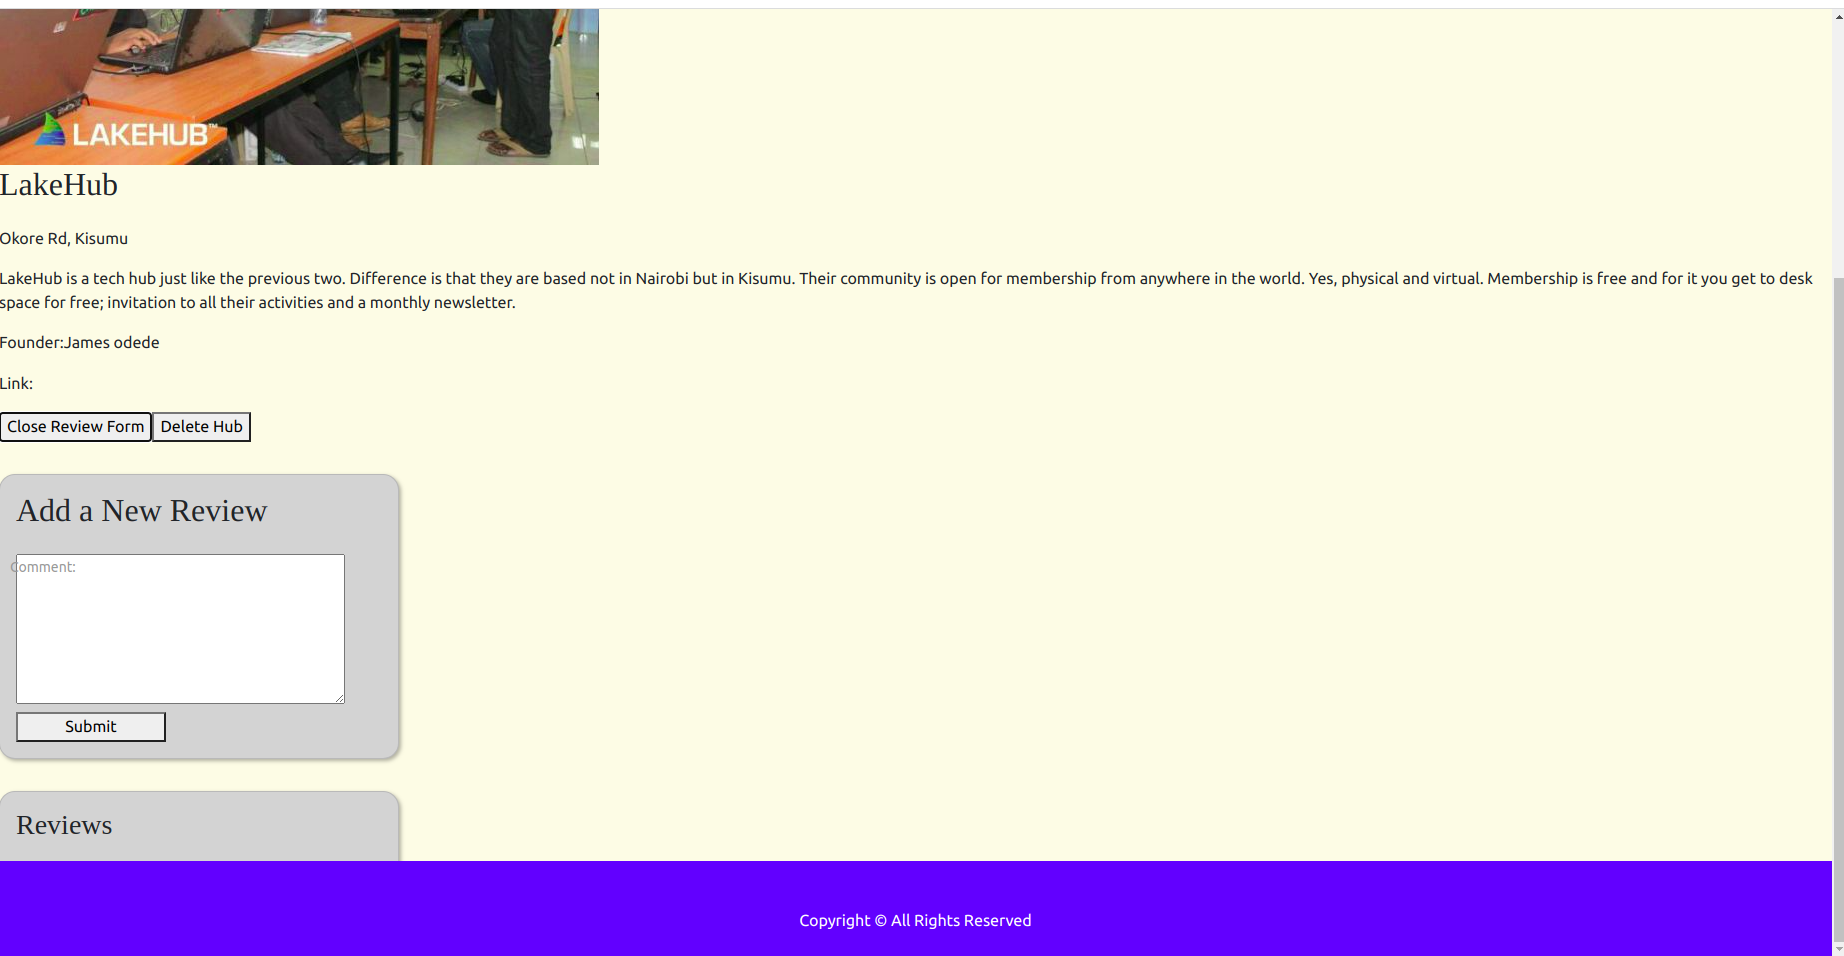 LAKEHUB™
LakeHub
Okore Rd, Kisumu
LakeHub is a tech hub just like the previous two. Difference is that they are based not in Nairobi but in Kisumu. Their community is open for membership from anywhere in the world. Yes, physical and virtual. Membership is free and for it you get to desk
space for free; invitation to all their activities and a monthly newsletter.
Founder:James odede
Link:
Close Review Form Delete Hub
Add a New Review
Comment:
Submit
Reviews
Copyright © All Rights Reserved